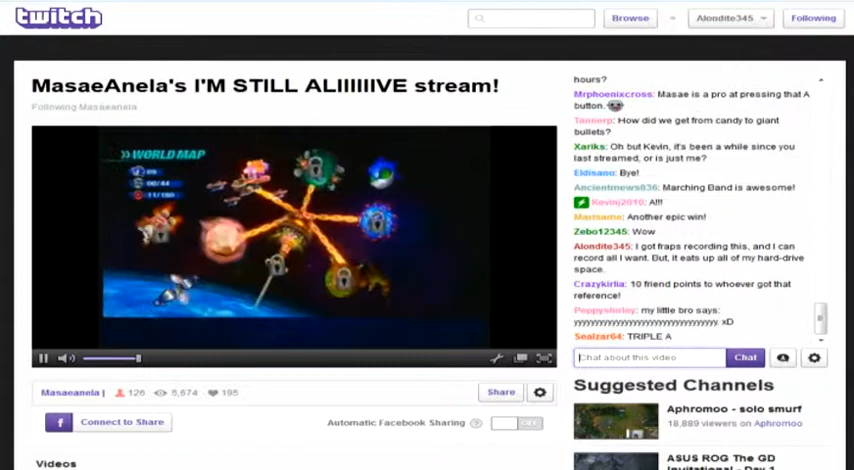 twitch
Browse
Alondite345
Following
MasaeAnela's I'M STILL ALIIIIIIVE stream!
Following Masaeanela
WORLD MAP
hours?
Mrphoenixcross: Masae is a pro at pressing that A
button.
Tannerp: How did we get from candy to giant
bullets?
Xariks: Oh but Kevin, it's been a while since you
last streamed, or is just me?
Eldisano: Bye!
Ancientmews836: Marching Band is awesome!
Kevinj2010: A!!!
Marisame: Another epic win!
Zebo12345: Wow
Alondite345: I got fraps recording this, and I can
record all I want. But, it eats up all of my hard-drive
space.
Crazykirlia: 10 friend points to whoever got that
reference!
my little bro says:
xD
Sealzar64: TRIPLE A
Chat about this video
Chat
Masaeanela |
126
5,674
195
Share
Connect to Share
Automatic Facebook Sharing
OFF
Suggested Channels
Aphromoo - solo smurf
18,889 viewers on Aphromoo
ASUS ROG The GD
Invitational - Day 1
Videos